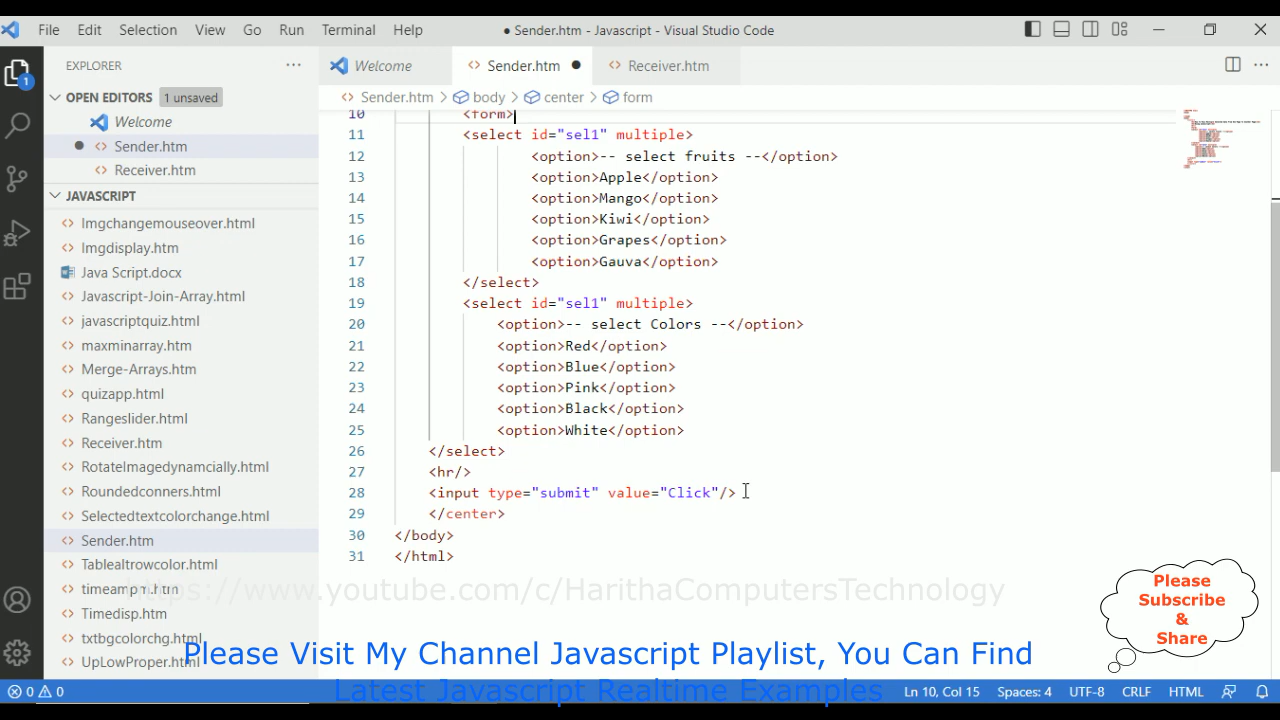 File Edit Selection View Go Run Terminal Help ● Sender.htm - Javascript - Visual Studio Code
EXPLORER
OPEN EDITORS 1 unsaved
Welcome
Sender.htm
Receiver.htm
JAVASCRIPT
Imgchangemouseover.html
Imgdisplay.htm
Java Script.docx
Javascript-Join-Array.html
javascriptquiz.html
maxminarray.htm
Merge-Arrays.htm
quizapp.html
Rangeslider.html
Receiver.htm
RotateImagedynamcially.html
Roundedconners.html
Selectedtextcolorchange.html
Sender.htm
Tablealtrowcolor.html
timeampm.htm
Timedisp.htm
txtbgcolorchg.html
UpLowProper.html
Welcome Sender.htm Receiver.htm
Sender.htm > body > center > form
10 <form>
11 <select id="sel1" multiple>
12 <option>-- select fruits --</option>
13 <option>Apple</option>
14 <option>Mango</option>
15 <option>Kiwi</option>
16 <option>Grapes</option>
17 <option>Gauva</option>
18 </select>
19 <select id="sel1" multiple>
20 <option>-- select Colors --</option>
21 <option>Red</option>
22 <option>Blue</option>
23 <option>Pink</option>
24 <option>Black</option>
25 <option>White</option>
26 </select>
27 <hr/>
28 <input type="submit" value="Click"/>
29 </center>
30 </body>
31 </html>
https://www.youtube.com/c/HarithaComputersTechnology
Please
Subscribe
&
Share
Please Visit My Channel Javascript Playlist, You Can Find
Latest Javascript Realtime Examples
0 0 Ln 10, Col 15 Spaces: 4 UTF-8 CRLF HTML
1